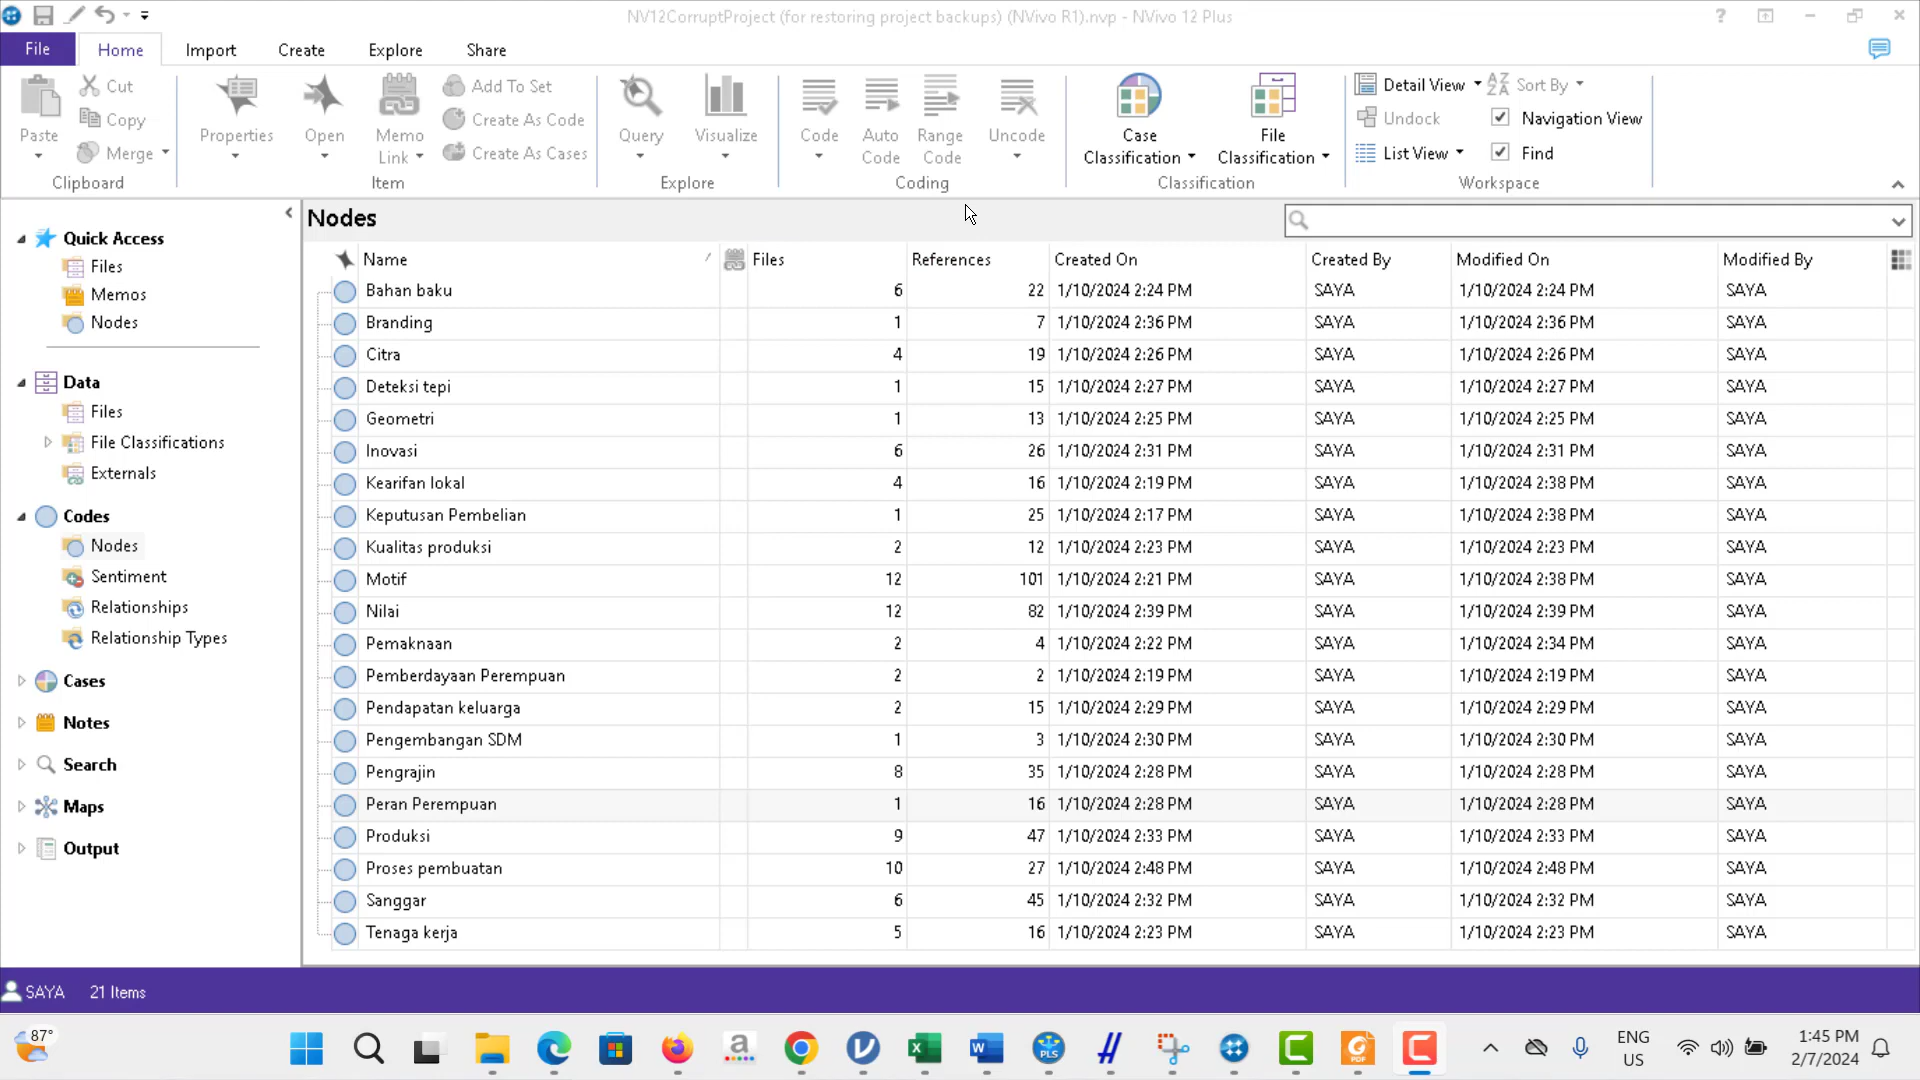 NV12CorruptProject (for restoring project backups) (NVivo R1).nvp - NVivo 12 Plus
File Home Import Create Explore Share
Paste Cut Copy Merge Properties Open Memo Link Add To Set Create As Code Create As Cases Query Visualize Code Auto Code Range Code Uncode Case Classification File Classification Detail View Sort By Undock Navigation View List View Find
Clipboard Item Explore Coding Classification Workspace
Quick Access
Files
Memos
Nodes
Data
Files
File Classifications
Externals
Codes
Nodes
Sentiment
Relationships
Relationship Types
Cases
Notes
Search
Maps
Output
Nodes
Name Files References Created On Created By Modified On Modified By
Bahan baku 6 22 1/10/2024 2:24 PM SAYA 1/10/2024 2:24 PM SAYA
Branding 1 7 1/10/2024 2:36 PM SAYA 1/10/2024 2:36 PM SAYA
Citra 4 19 1/10/2024 2:26 PM SAYA 1/10/2024 2:26 PM SAYA
Deteksi tepi 1 15 1/10/2024 2:27 PM SAYA 1/10/2024 2:27 PM SAYA
Geometri 1 13 1/10/2024 2:25 PM SAYA 1/10/2024 2:25 PM SAYA
Inovasi 6 26 1/10/2024 2:31 PM SAYA 1/10/2024 2:31 PM SAYA
Kearifan lokal 4 16 1/10/2024 2:19 PM SAYA 1/10/2024 2:38 PM SAYA
Keputusan Pembelian 1 25 1/10/2024 2:17 PM SAYA 1/10/2024 2:38 PM SAYA
Kualitas produksi 2 12 1/10/2024 2:23 PM SAYA 1/10/2024 2:23 PM SAYA
Motif 12 101 1/10/2024 2:21 PM SAYA 1/10/2024 2:38 PM SAYA
Nilai 12 82 1/10/2024 2:39 PM SAYA 1/10/2024 2:39 PM SAYA
Pemaknaan 2 4 1/10/2024 2:22 PM SAYA 1/10/2024 2:34 PM SAYA
Pemberdayaan Perempuan 2 2 1/10/2024 2:19 PM SAYA 1/10/2024 2:19 PM SAYA
Pendapatan keluarga 2 15 1/10/2024 2:29 PM SAYA 1/10/2024 2:29 PM SAYA
Pengembangan SDM 1 3 1/10/2024 2:30 PM SAYA 1/10/2024 2:30 PM SAYA
Pengrajin 8 35 1/10/2024 2:28 PM SAYA 1/10/2024 2:28 PM SAYA
Peran Perempuan 1 16 1/10/2024 2:28 PM SAYA 1/10/2024 2:28 PM SAYA
Produksi 9 47 1/10/2024 2:33 PM SAYA 1/10/2024 2:33 PM SAYA
Proses pembuatan 10 27 1/10/2024 2:48 PM SAYA 1/10/2024 2:48 PM SAYA
Sanggar 6 45 1/10/2024 2:32 PM SAYA 1/10/2024 2:32 PM SAYA
Tenaga kerja 5 16 1/10/2024 2:23 PM SAYA 1/10/2024 2:23 PM SAYA
SAYA 21 Items
87° ENG US 1:45 PM 2/7/2024